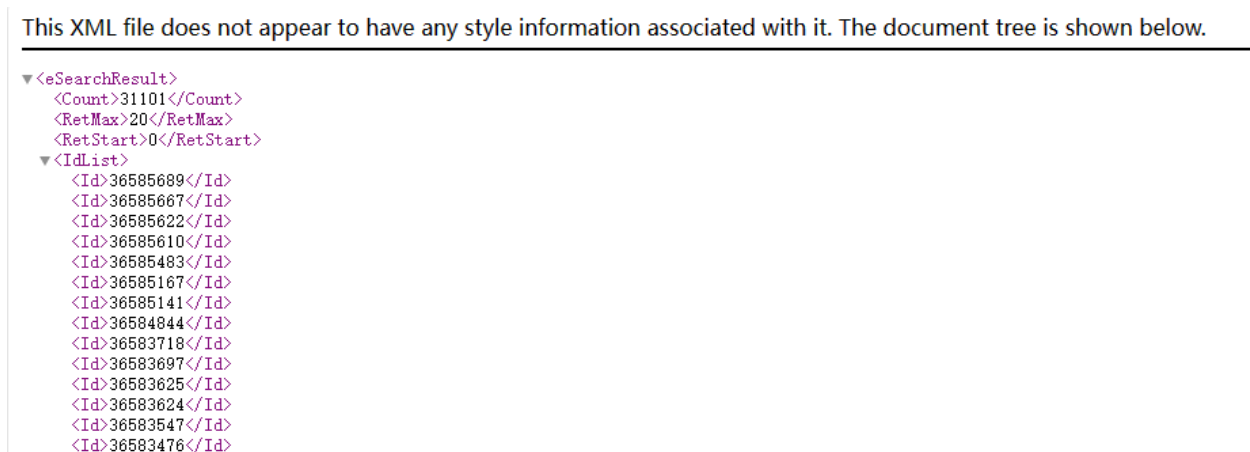 This XML file does not appear to have any style information associated with it. The document tree is shown below.
▼<eSearchResult>
<Count>31101</Count>
<RetMax>20</RetMax>
<RetStart>0</RetStart>
▼<IdList>
<Id>36585689</Id>
<Id>36585667</Id>
<Id>36585622</Id>
<Id>36585610</Id>
<Id>36585483</Id>
<Id>36585167</Id>
<Id>36585141</Id>
<Id>36584844</Id>
<Id>36583718</Id>
<Id>36583697</Id>
<Id>36583625</Id>
<Id>36583624</Id>
<Id>36583547</Id>
<Id>36583476</Id>